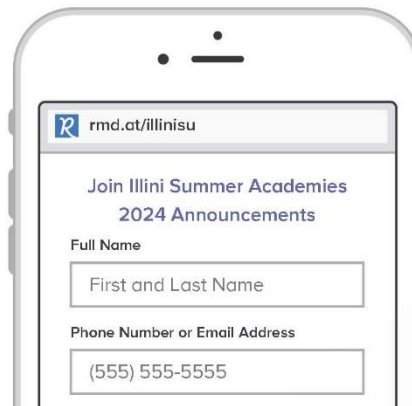 rmd.at/illinisu
Join Illini Summer Academies
2024 Announcements
Full Name
First and Last Name
Phone Number or Email Address
(555) 555-5555